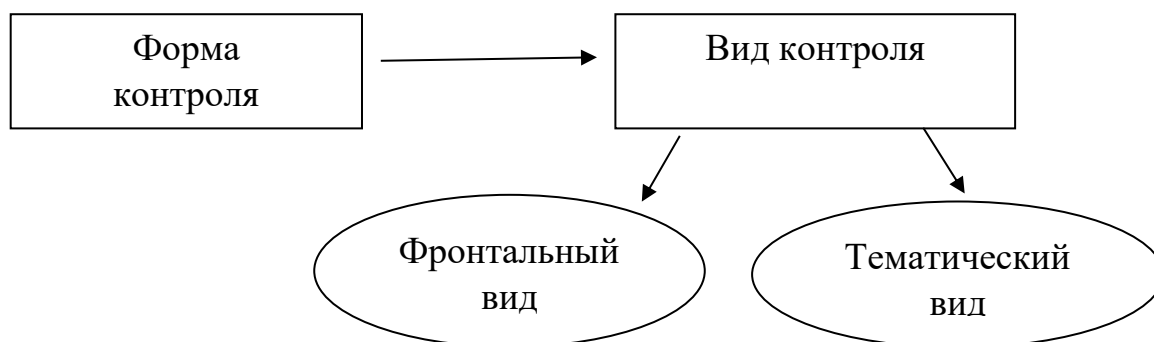 Форма
контроля
Вид контроля
Фронтальный
вид
Тематический
вид